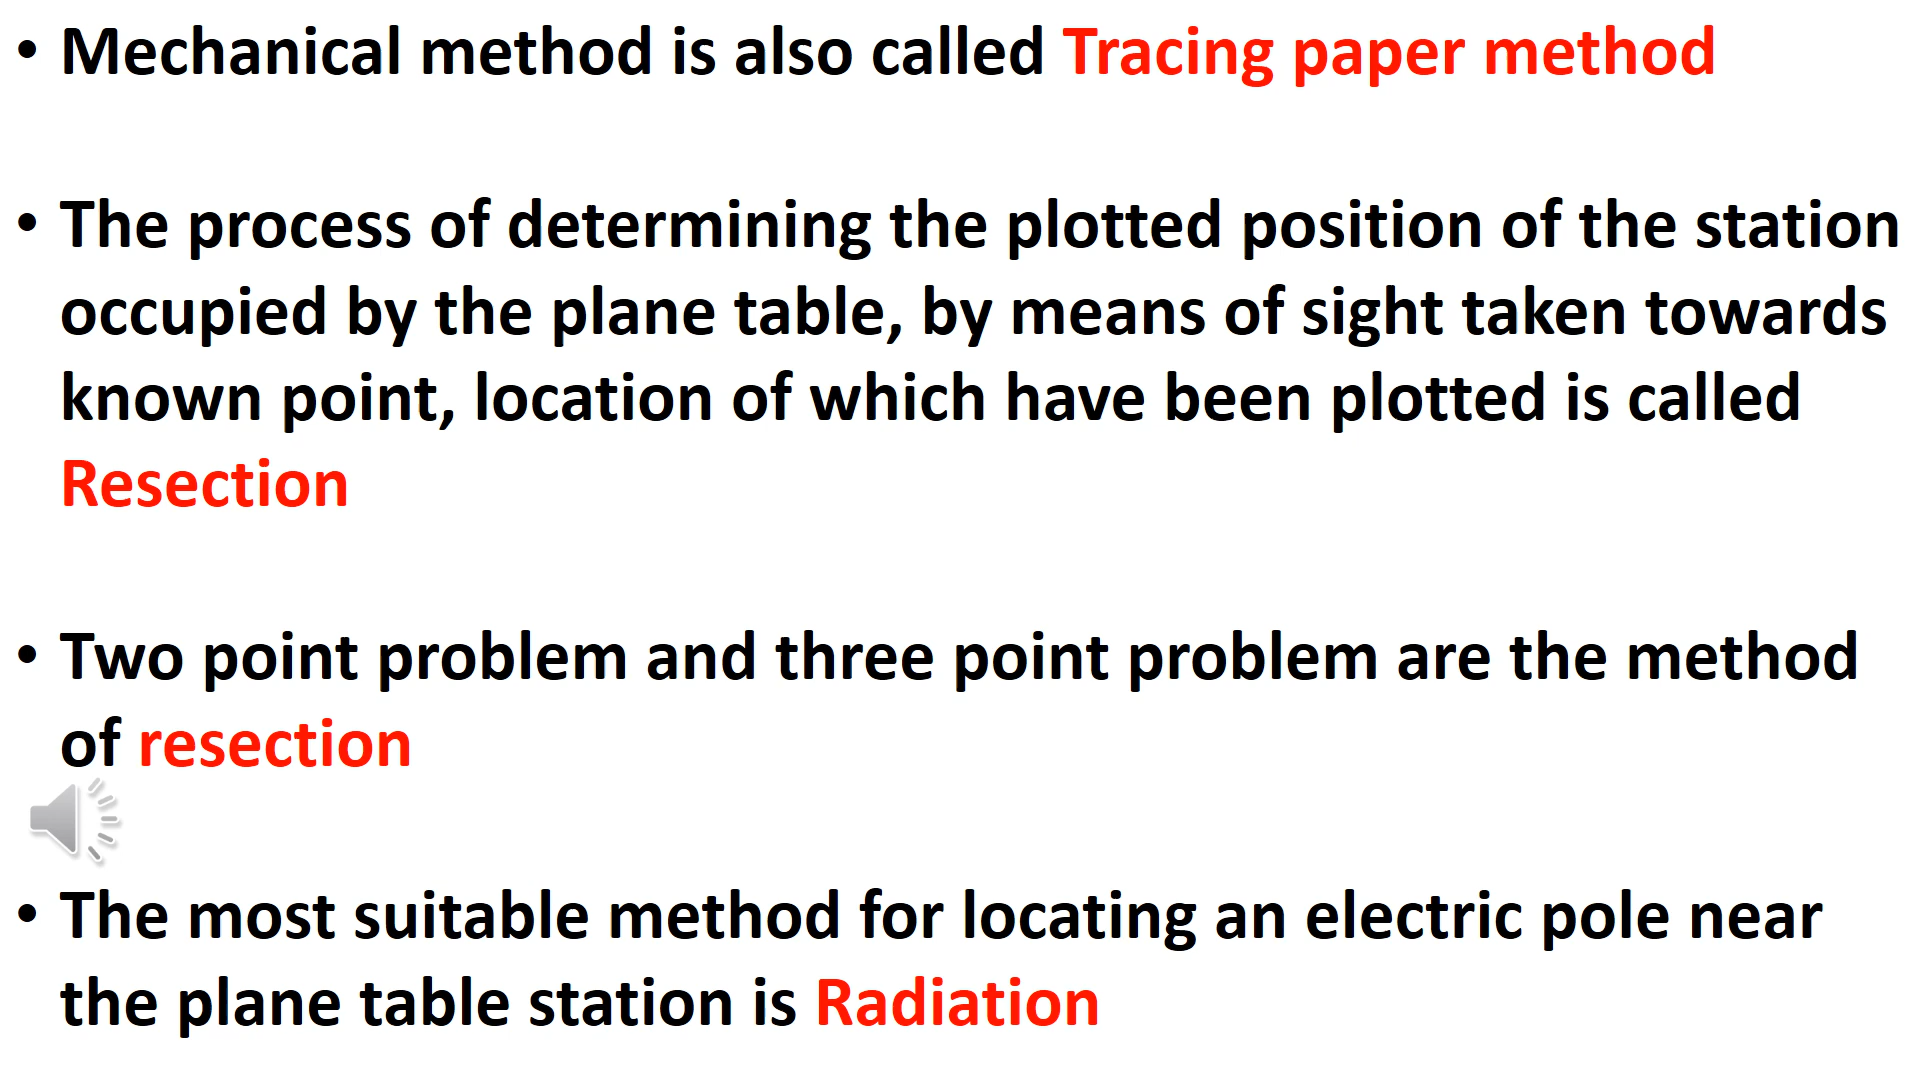 • Mechanical method is also called Tracing paper method
• The process of determining the plotted position of the station
occupied by the plane table, by means of sight taken towards
known point, location of which have been plotted is called
Resection
• Two point problem and three point problem are the method
of resection
• The most suitable method for locating an electric pole near
the plane table station is Radiation